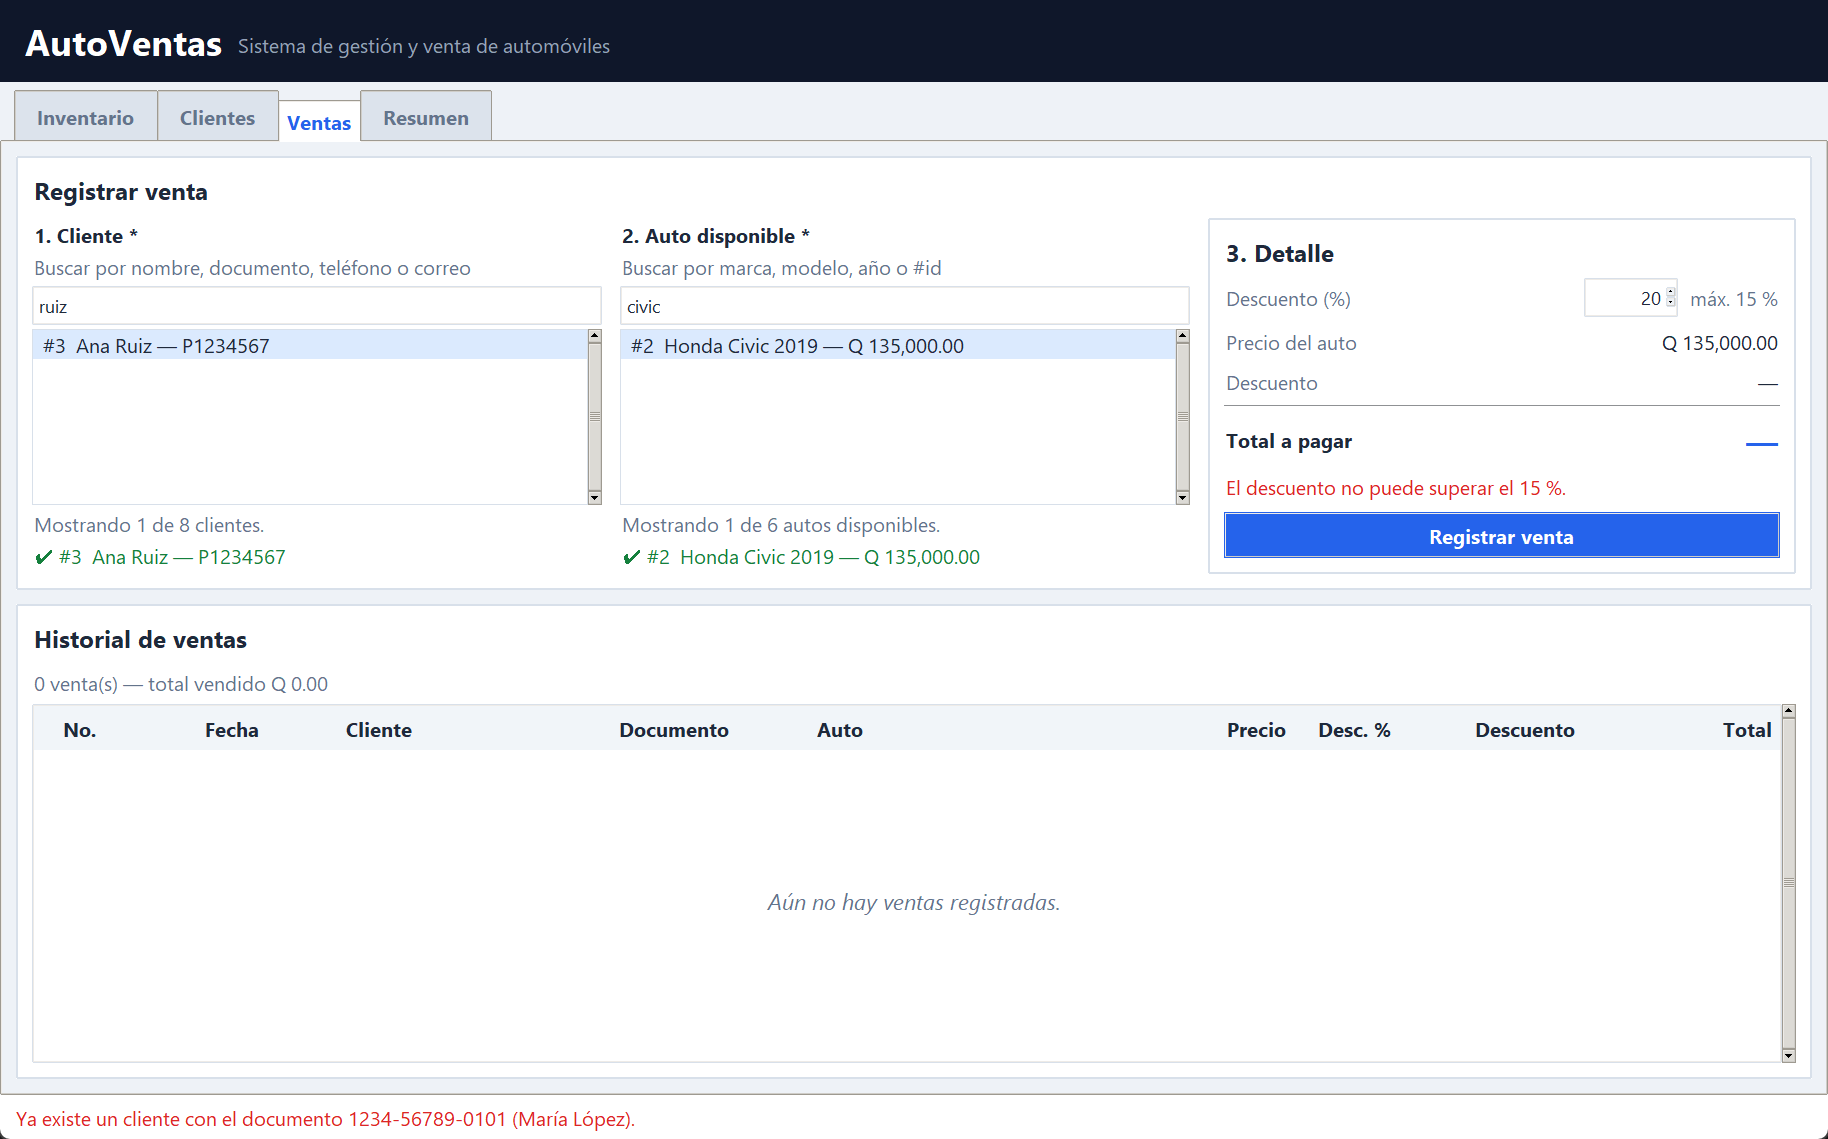 AutoVentas Sistema de gestión y venta de automóviles
Inventario Clientes Ventas Resumen
Registrar venta
1. Cliente *
Buscar por nombre, documento, teléfono o correo
ruiz
#3 Ana Ruiz — P1234567
Mostrando 1 de 8 clientes.
✔ #3 Ana Ruiz — P1234567
2. Auto disponible *
Buscar por marca, modelo, año o #id
civic
#2 Honda Civic 2019 — Q 135,000.00
Mostrando 1 de 6 autos disponibles.
✔ #2 Honda Civic 2019 — Q 135,000.00
3. Detalle
Descuento (%) 20 máx. 15 %
Precio del auto Q 135,000.00
Descuento —
Total a pagar —
El descuento no puede superar el 15 %.
Registrar venta
Historial de ventas
0 venta(s) — total vendido Q 0.00
No. Fecha Cliente Documento Auto Precio Desc. % Descuento Total
Aún no hay ventas registradas.
Ya existe un cliente con el documento 1234-56789-0101 (María López).